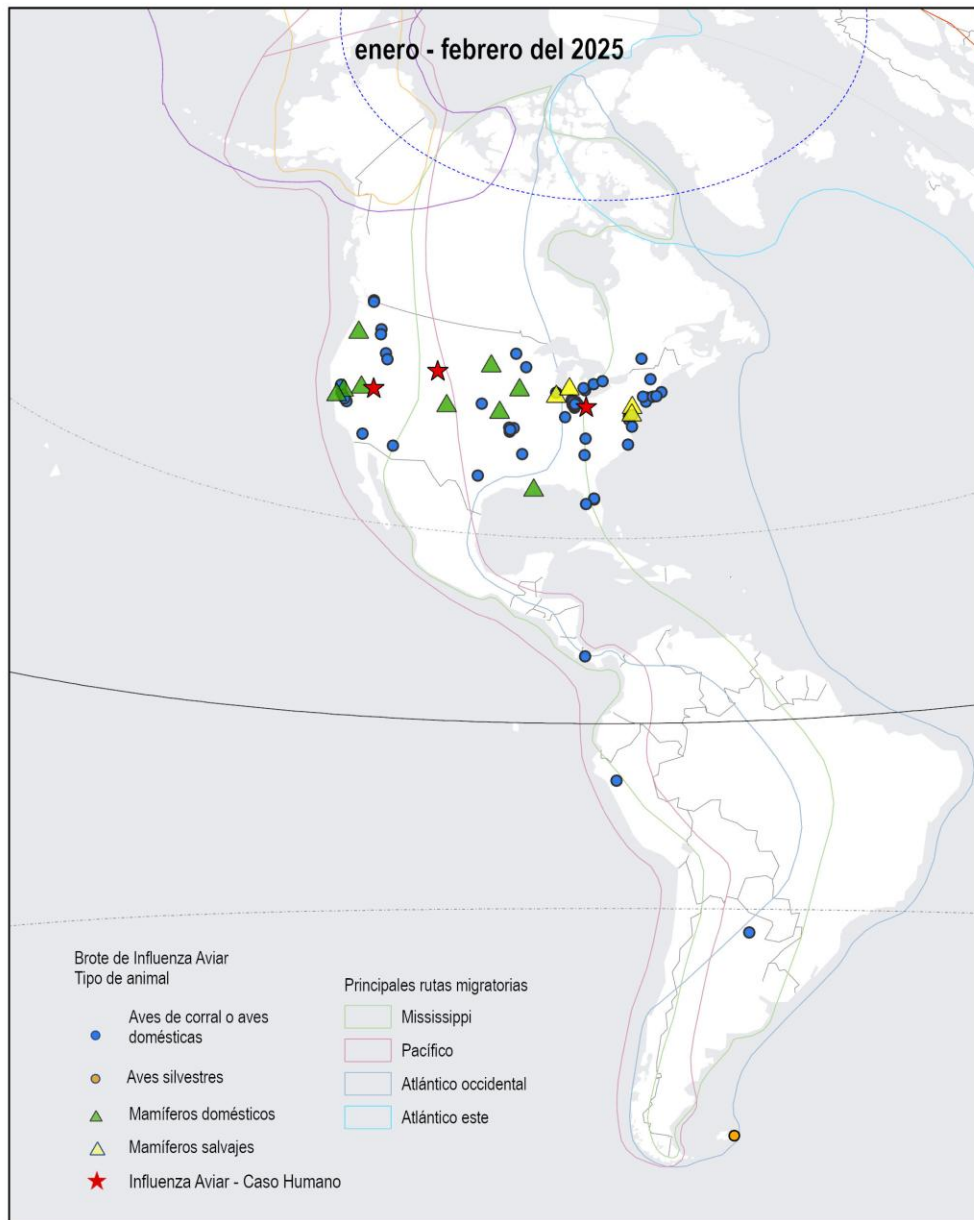 enero - febrero del 2025
Brote de Influenza Aviar
Tipo de animal
Aves de corral o aves
domésticas
Aves silvestres
Mamíferos domésticos
Mamíferos salvajes
Influenza Aviar - Caso Humano
Principales rutas migratorias
Mississippi
Pacífico
Atlántico occidental
Atlántico este